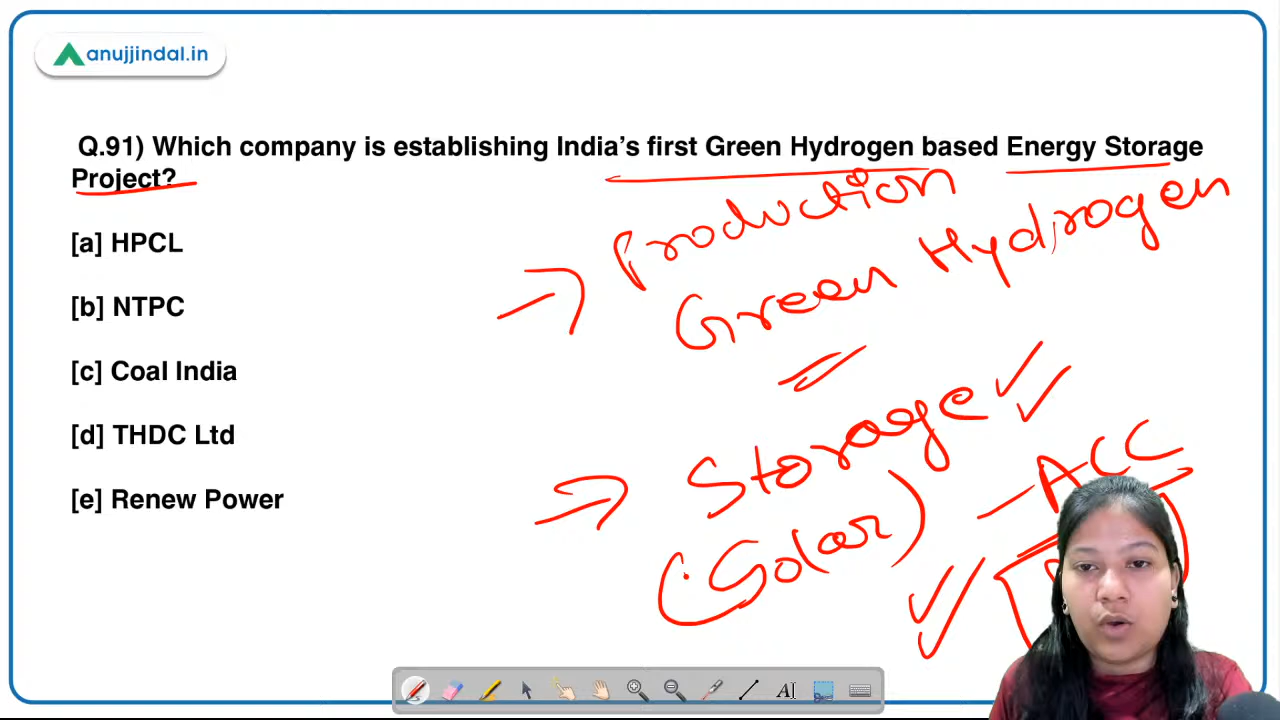 anujjindal.in
Q.91) Which company is establishing India’s first Green Hydrogen based Energy Storage
Project?
[a] HPCL
[b] NTPC
[c] Coal India
[d] THDC Ltd
[e] Renew Power
Production
Green Hydrogen
Storage
(Solar)
ACC
AI